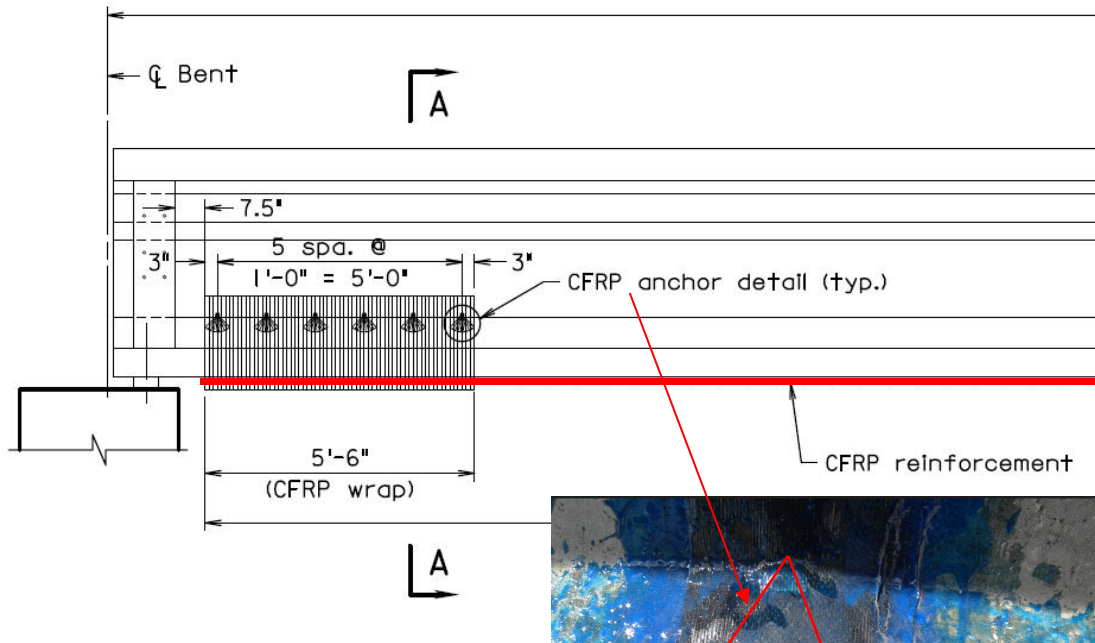 ℄ Bent
A
7.5"
5 spa. @
3"
1'-0" = 5'-0"
3"
CFRP anchor detail (typ.)
5'-6"
(CFRP wrap)
CFRP reinforcement
A